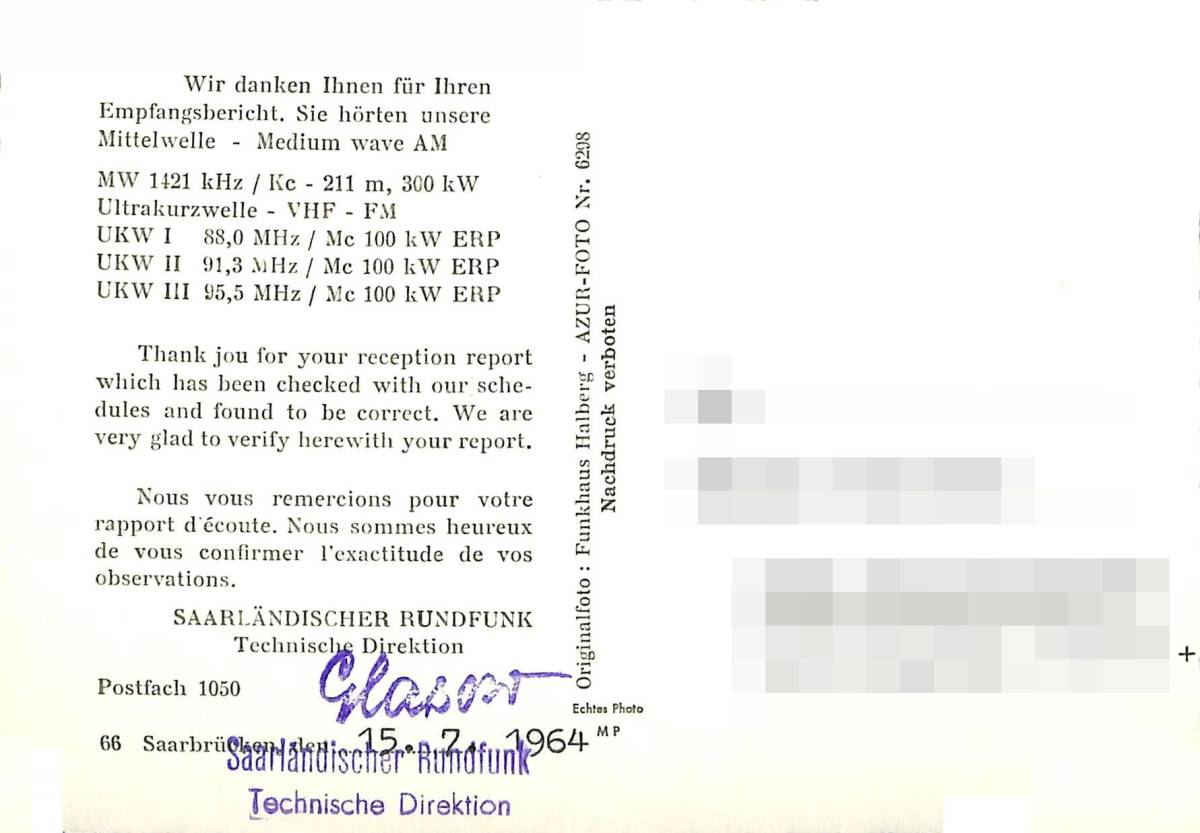 Wir danken Ihnen für Ihren
Empfangsbericht. Sie hörten unsere
Mittelwelle - Medium wave AM
MW 1421 kHz / Kc - 211 m, 300 kW
Ultrakurzwelle - VHF - FM
UKW I 88,0 MHz / Mc 100 kW ERP
UKW II 91,3 MHz / Mc 100 kW ERP
UKW III 95,5 MHz / Mc 100 kW ERP
Thank jou for your reception report
which has been checked with our sche-
dules and found to be correct. We are
very glad to verify herewith your report.
Nous vous remercions pour votre
rapport d'écoute. Nous sommes heureux
de vous confirmer l'exactitude de vos
observations.
SAARLÄNDISCHER RUNDFUNK
Technische Direktion
Postfach 1050
66 Saarbrücken, den 15. 7. 1964
Saarländischer Rundfunk
Technische Direktion
Originalfoto: Funkhaus Halberg - AZUR-FOTO Nr. 6298
Nachdruck verboten
Echtes Photo
MP